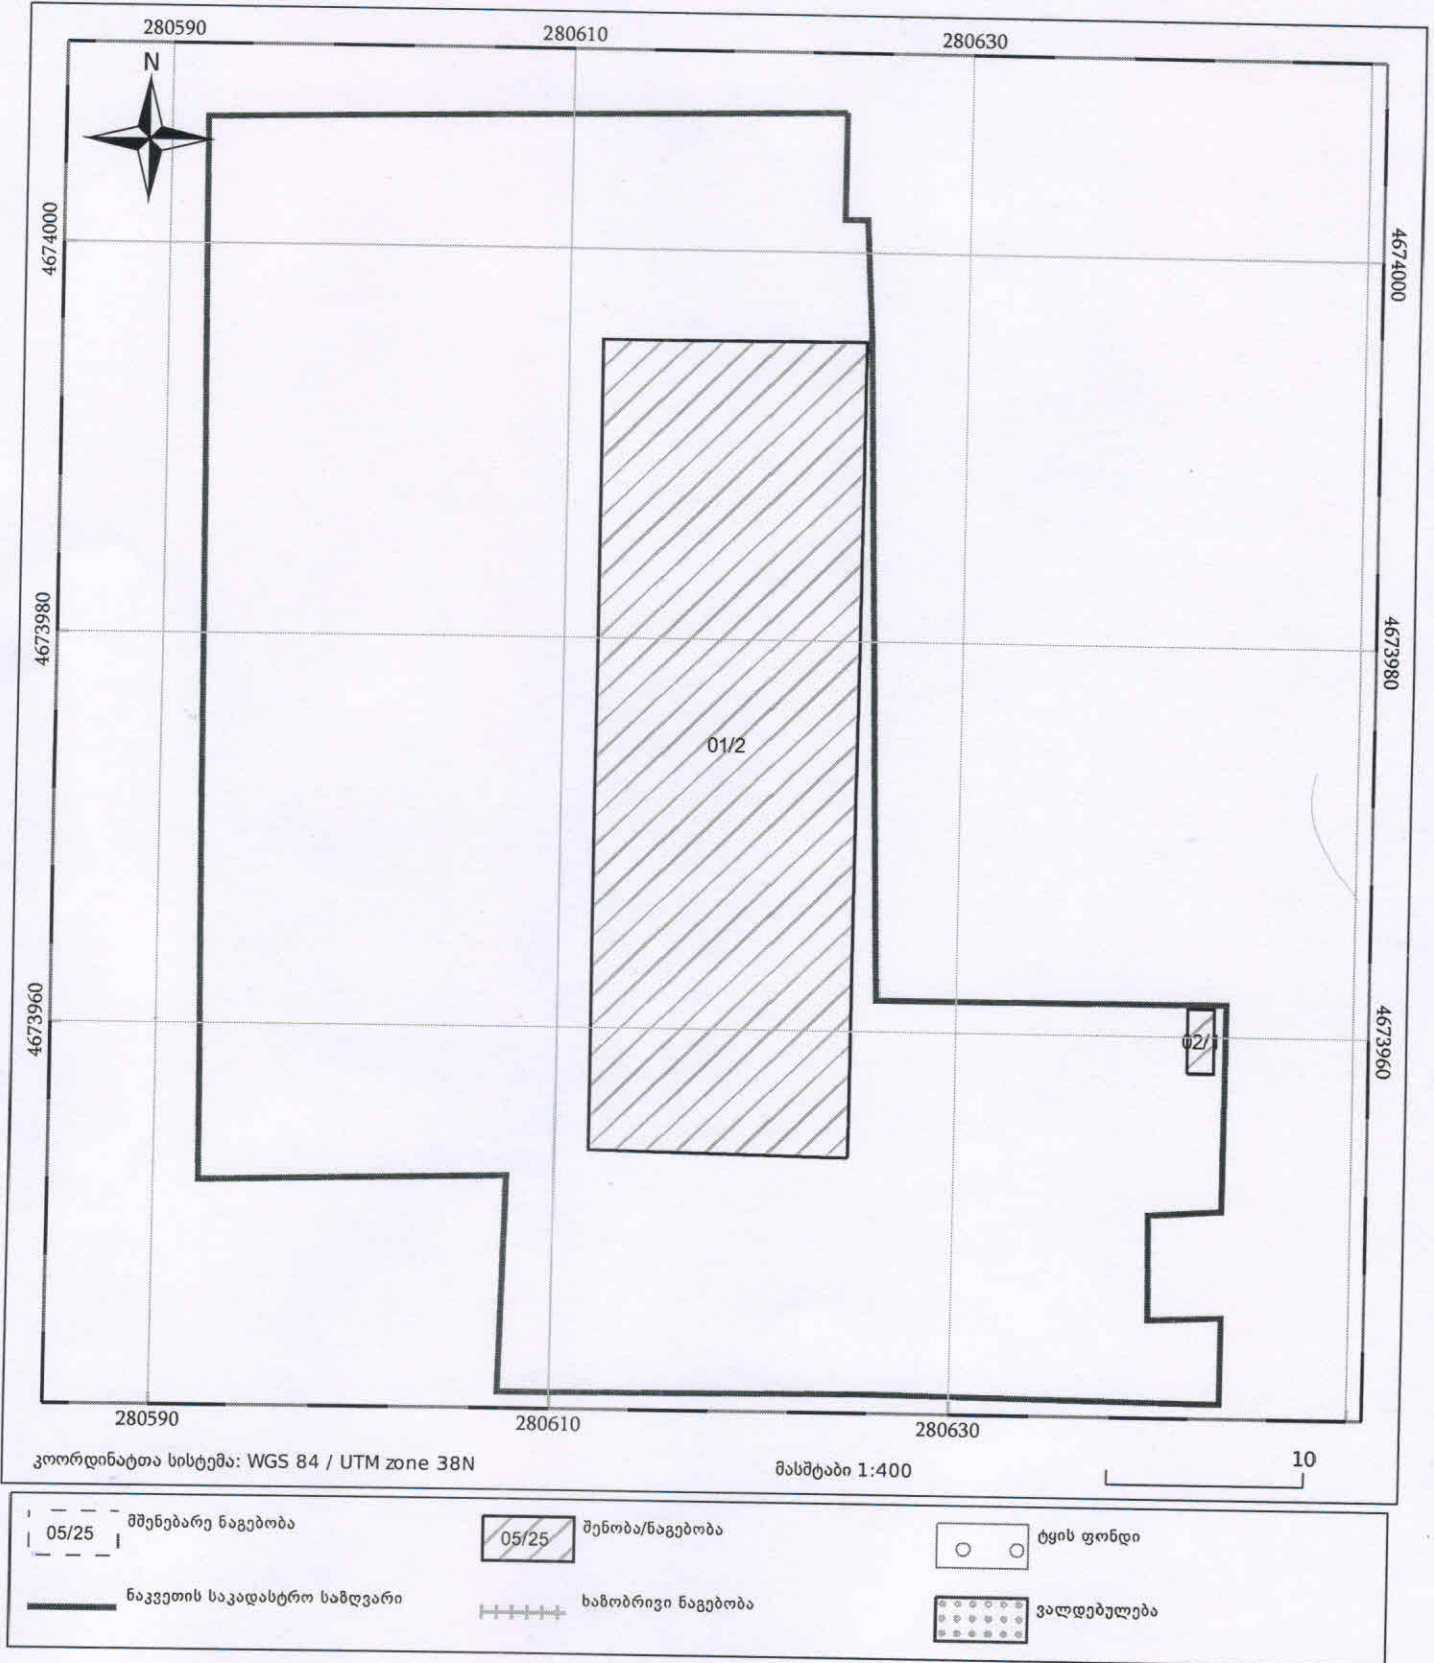 280590 280610 280630
N
4674000 4674000
4673980 4673980
01/2
4673960 4673960
02/1
280590 280610 280630
კოორდინატთა სისტემა: WGS 84 / UTM zone 38N მასშტაბი 1:400 10
05/25 მშენებარე ნაგებობა 05/25 შენობა/ნაგებობა ტყის ფონდი
ნაკვეთის საკადასტრო საზღვარი ხაზობრივი ნაგებობა ვალდებულება